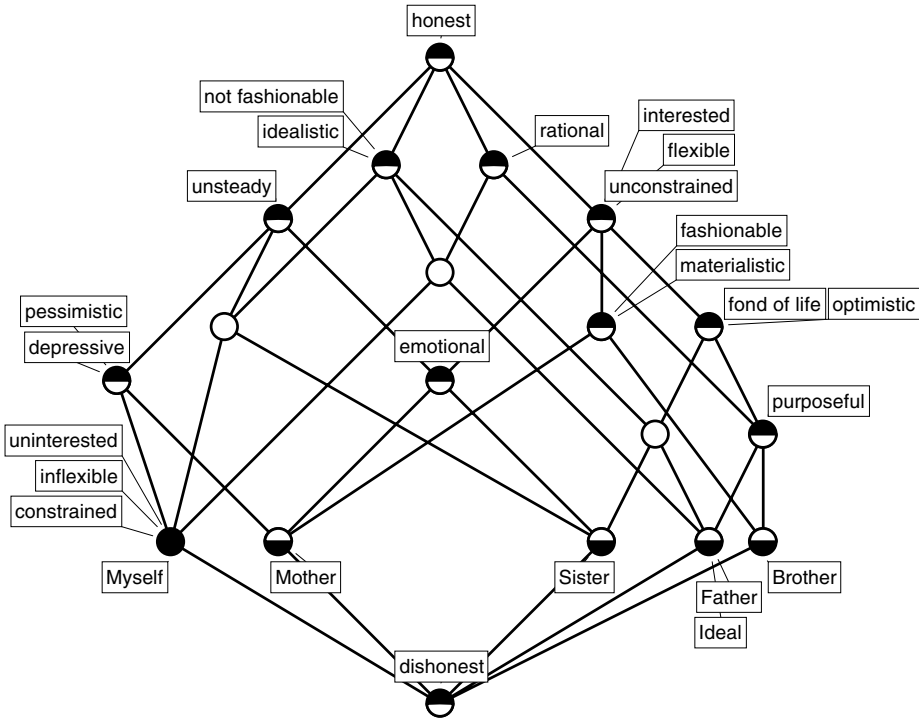 honest
not fashionable
idealistic
rational
interested
flexible
unconstrained
unsteady
fashionable
materialistic
fond of life
optimistic
pessimistic
depressive
emotional
purposeful
uninterested
inflexible
constrained
Myself
Mother
Sister
Brother
Father
Ideal
dishonest